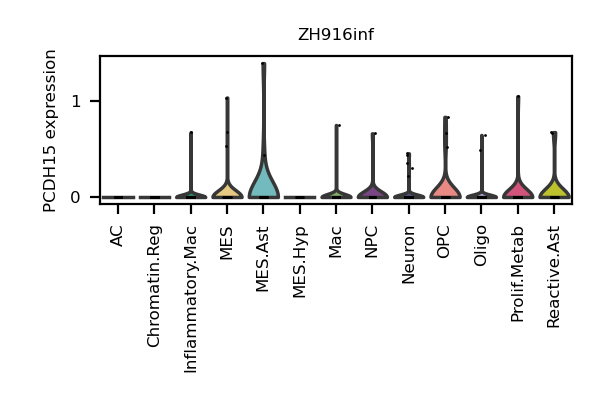 ZH916inf
PCDH15 expression
1
0
AC
Chromatin.Reg
Inflammatory.Mac
MES
MES.Ast
MES.Hyp
Mac
NPC
Neuron
OPC
Oligo
Prolif.Metab
Reactive.Ast